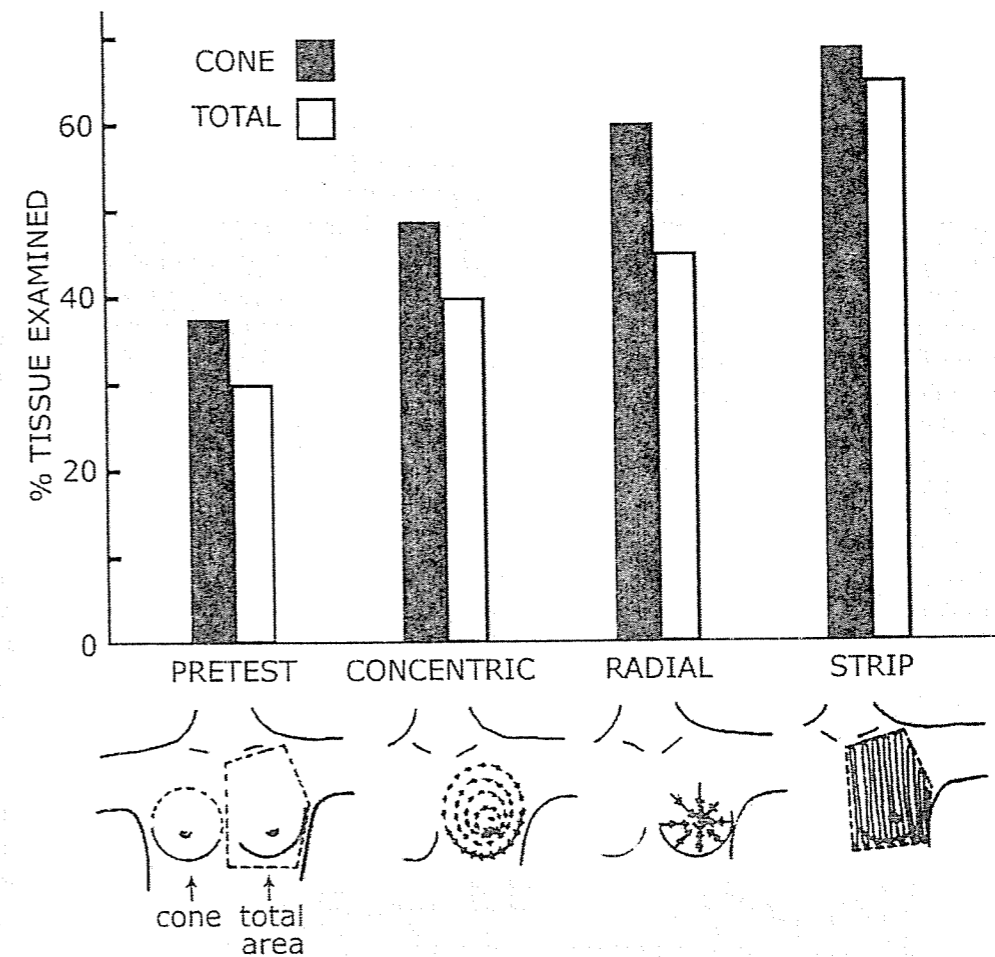 CONE
TOTAL
% TISSUE EXAMINED
60
40
20
0
PRETEST CONCENTRIC RADIAL STRIP
cone total
area